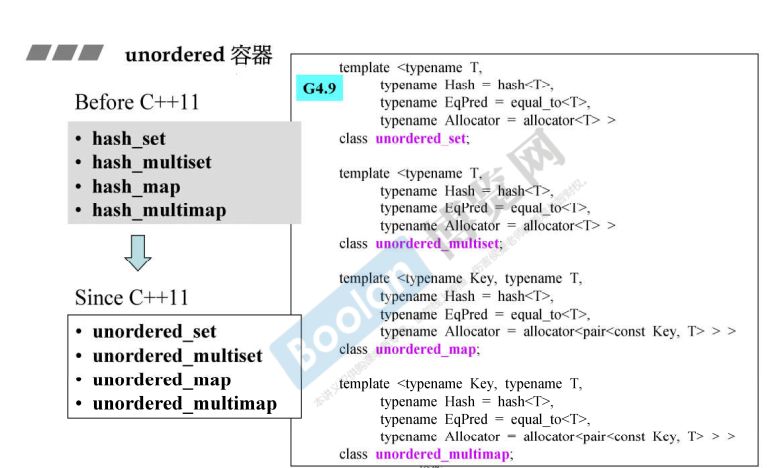 unordered 容器
Before C++11
• hash_set
• hash_multiset
• hash_map
• hash_multimap
Since C++11
• unordered_set
• unordered_multiset
• unordered_map
• unordered_multimap
G4.9
template <typename T,
typename Hash = hash<T>,
typename EqPred = equal_to<T>,
typename Allocator = allocator<T> >
class unordered_set;
template <typename T,
typename Hash = hash<T>,
typename EqPred = equal_to<T>,
typename Allocator = allocator<T> >
class unordered_multiset;
template <typename Key, typename T,
typename Hash = hash<T>,
typename EqPred = equal_to<T>,
typename Allocator = allocator<pair<const Key, T> > >
class unordered_map;
template <typename Key, typename T,
typename Hash = hash<T>,
typename EqPred = equal_to<T>,
typename Allocator = allocator<pair<const Key, T> > >
class unordered_multimap;
Boolan 博览网